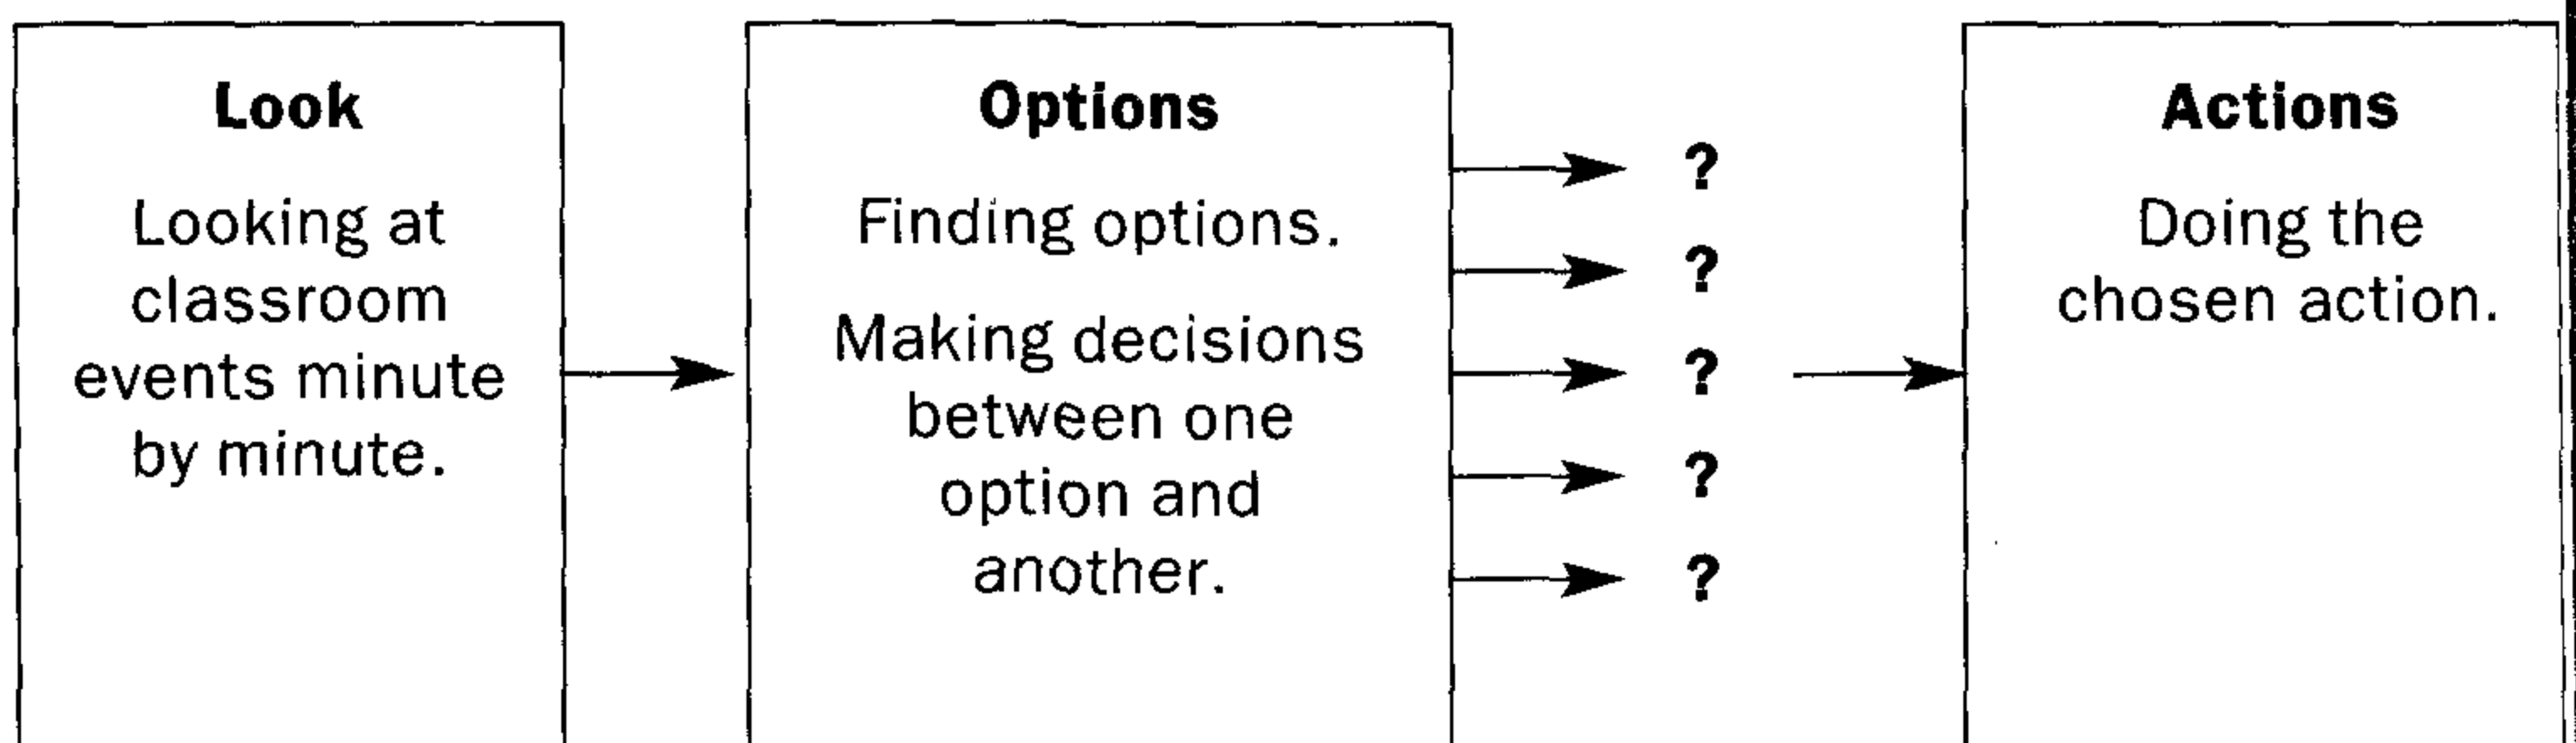 Look
Looking at
classroom
events minute
by minute.
Options
Finding options.
Making decisions
between one
option and
another.
?
?
?
?
?
Actions
Doing the
chosen action.